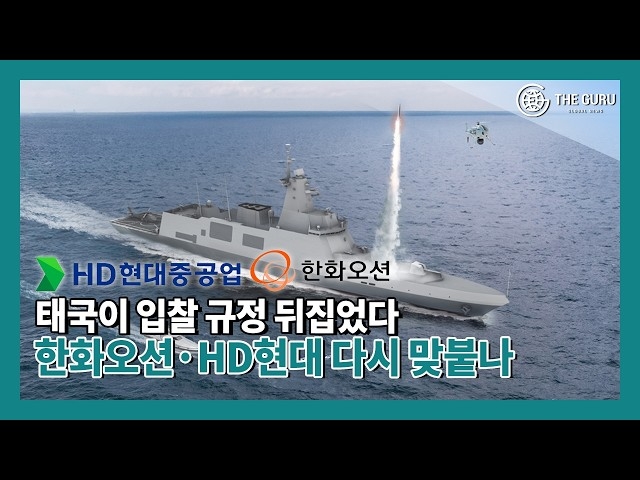 THE GURU
GLOBAL NEWS
HD현대중공업 한화오션
태국이 입찰 규정 뒤집었다
한화오션·HD현대 다시 맞붙나